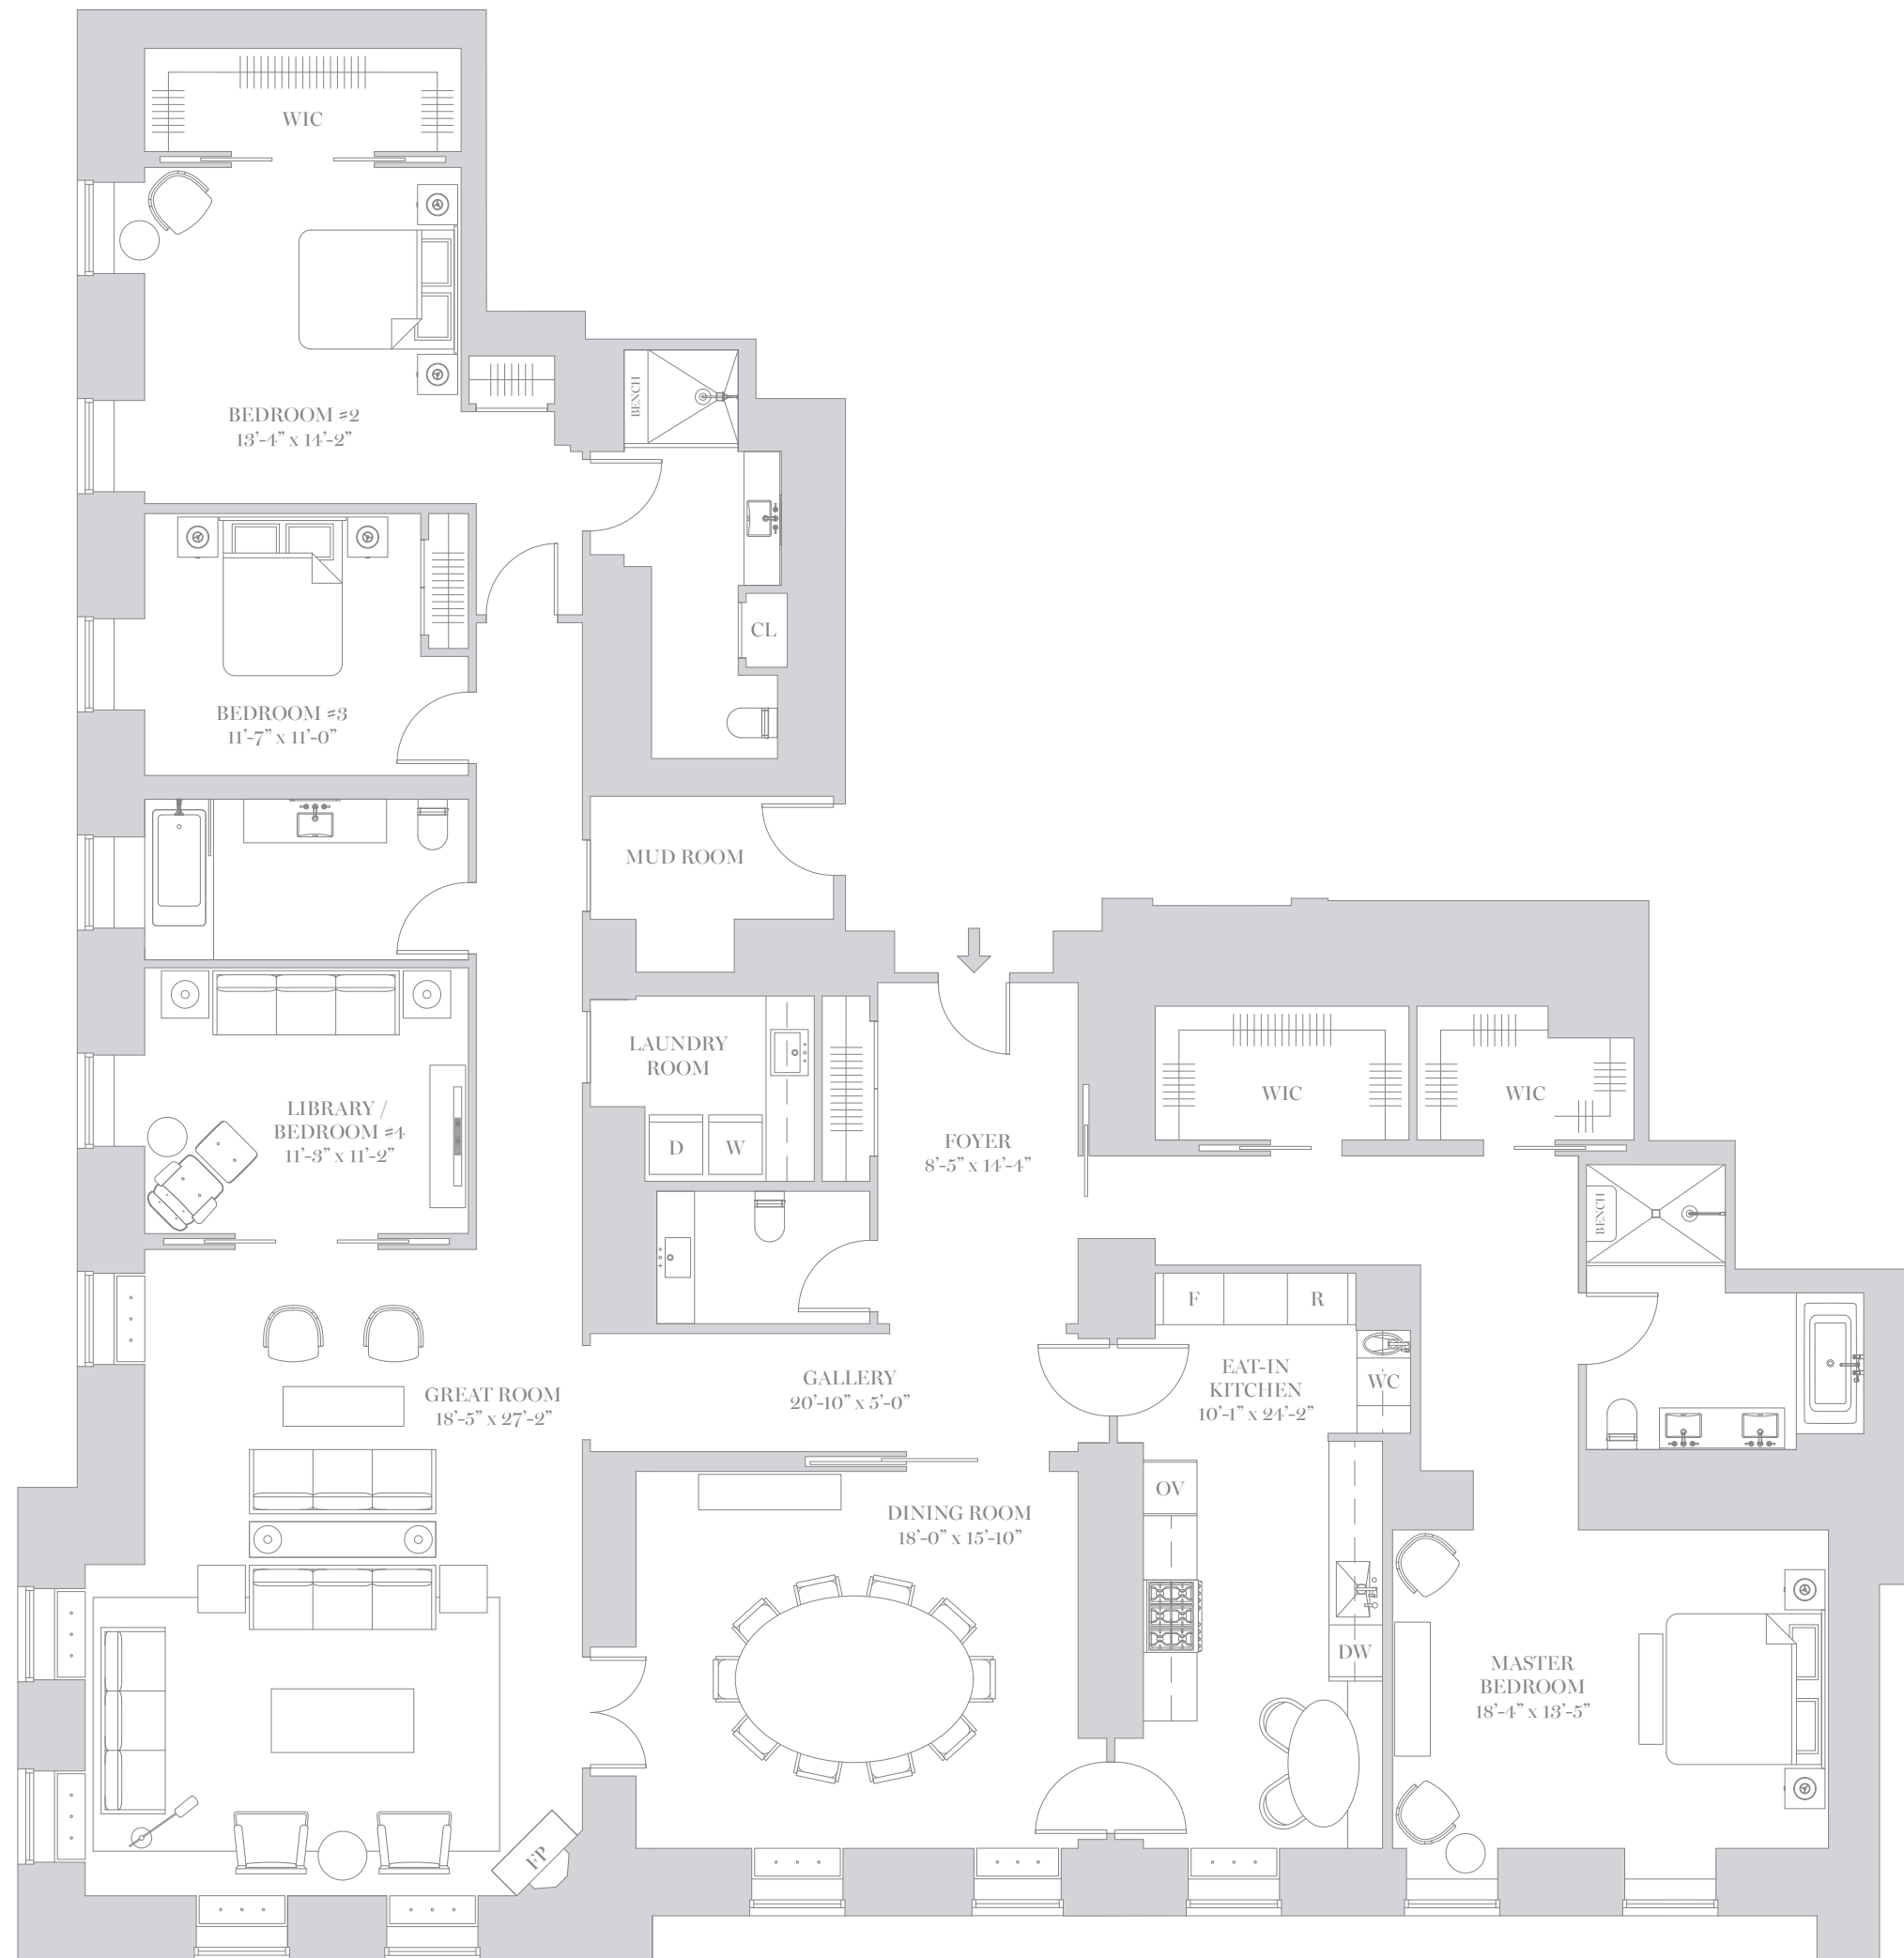 WIC
BENCH
BEDROOM #2
13’-4” x 14’-2”
CL
BEDROOM #3
11’-7” x 11’-0”
MUD ROOM
LAUNDRY
ROOM
D
W
LIBRARY /
BEDROOM #4
11’-3” x 11’-2”
FOYER
8’-5” x 14’-4”
WIC
WIC
BENCH
F
R
WC
EAT-IN
KITCHEN
10’-1” x 24’-2”
GALLERY
20’-10” x 5’-0”
GREAT ROOM
18’-5” x 27’-2”
OV
DINING ROOM
18’-0” x 15’-10”
DW
MASTER
BEDROOM
18’-4” x 13’-5”
FP